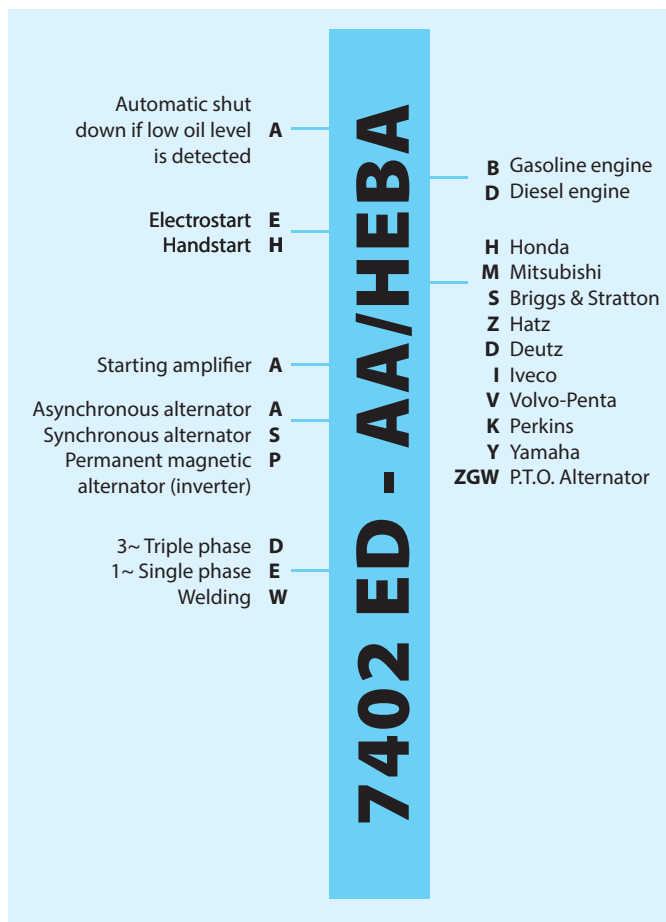 Automatic shut
down if low oil level A
is detected
Electrostart E
Handstart H
Starting amplifier A
Asynchronous alternator A
Synchronous alternator S
Permanent magnetic P
alternator (inverter)
3~ Triple phase D
1~ Single phase E
Welding W
7402 ED - AA/HEBA
B Gasoline engine
D Diesel engine
H Honda
M Mitsubishi
S Briggs & Stratton
Z Hatz
D Deutz
I Iveco
V Volvo-Penta
K Perkins
Y Yamaha
ZGW P.T.O. Alternator